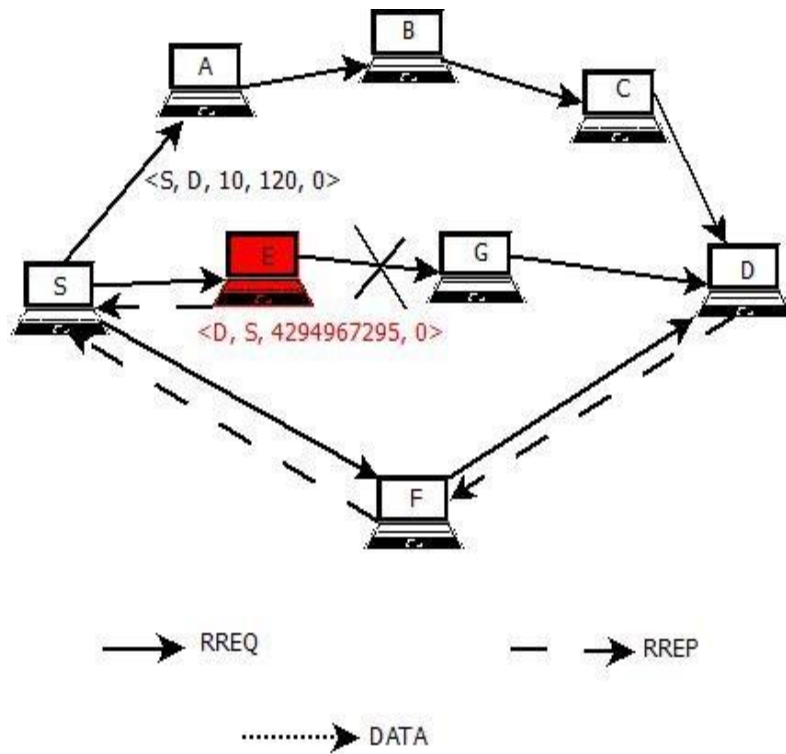 B
A
C
<S, D, 10, 120, 0>
E
G
D
S
<D, S, 4294967295, 0>
F
RREQ
RREP
DATA